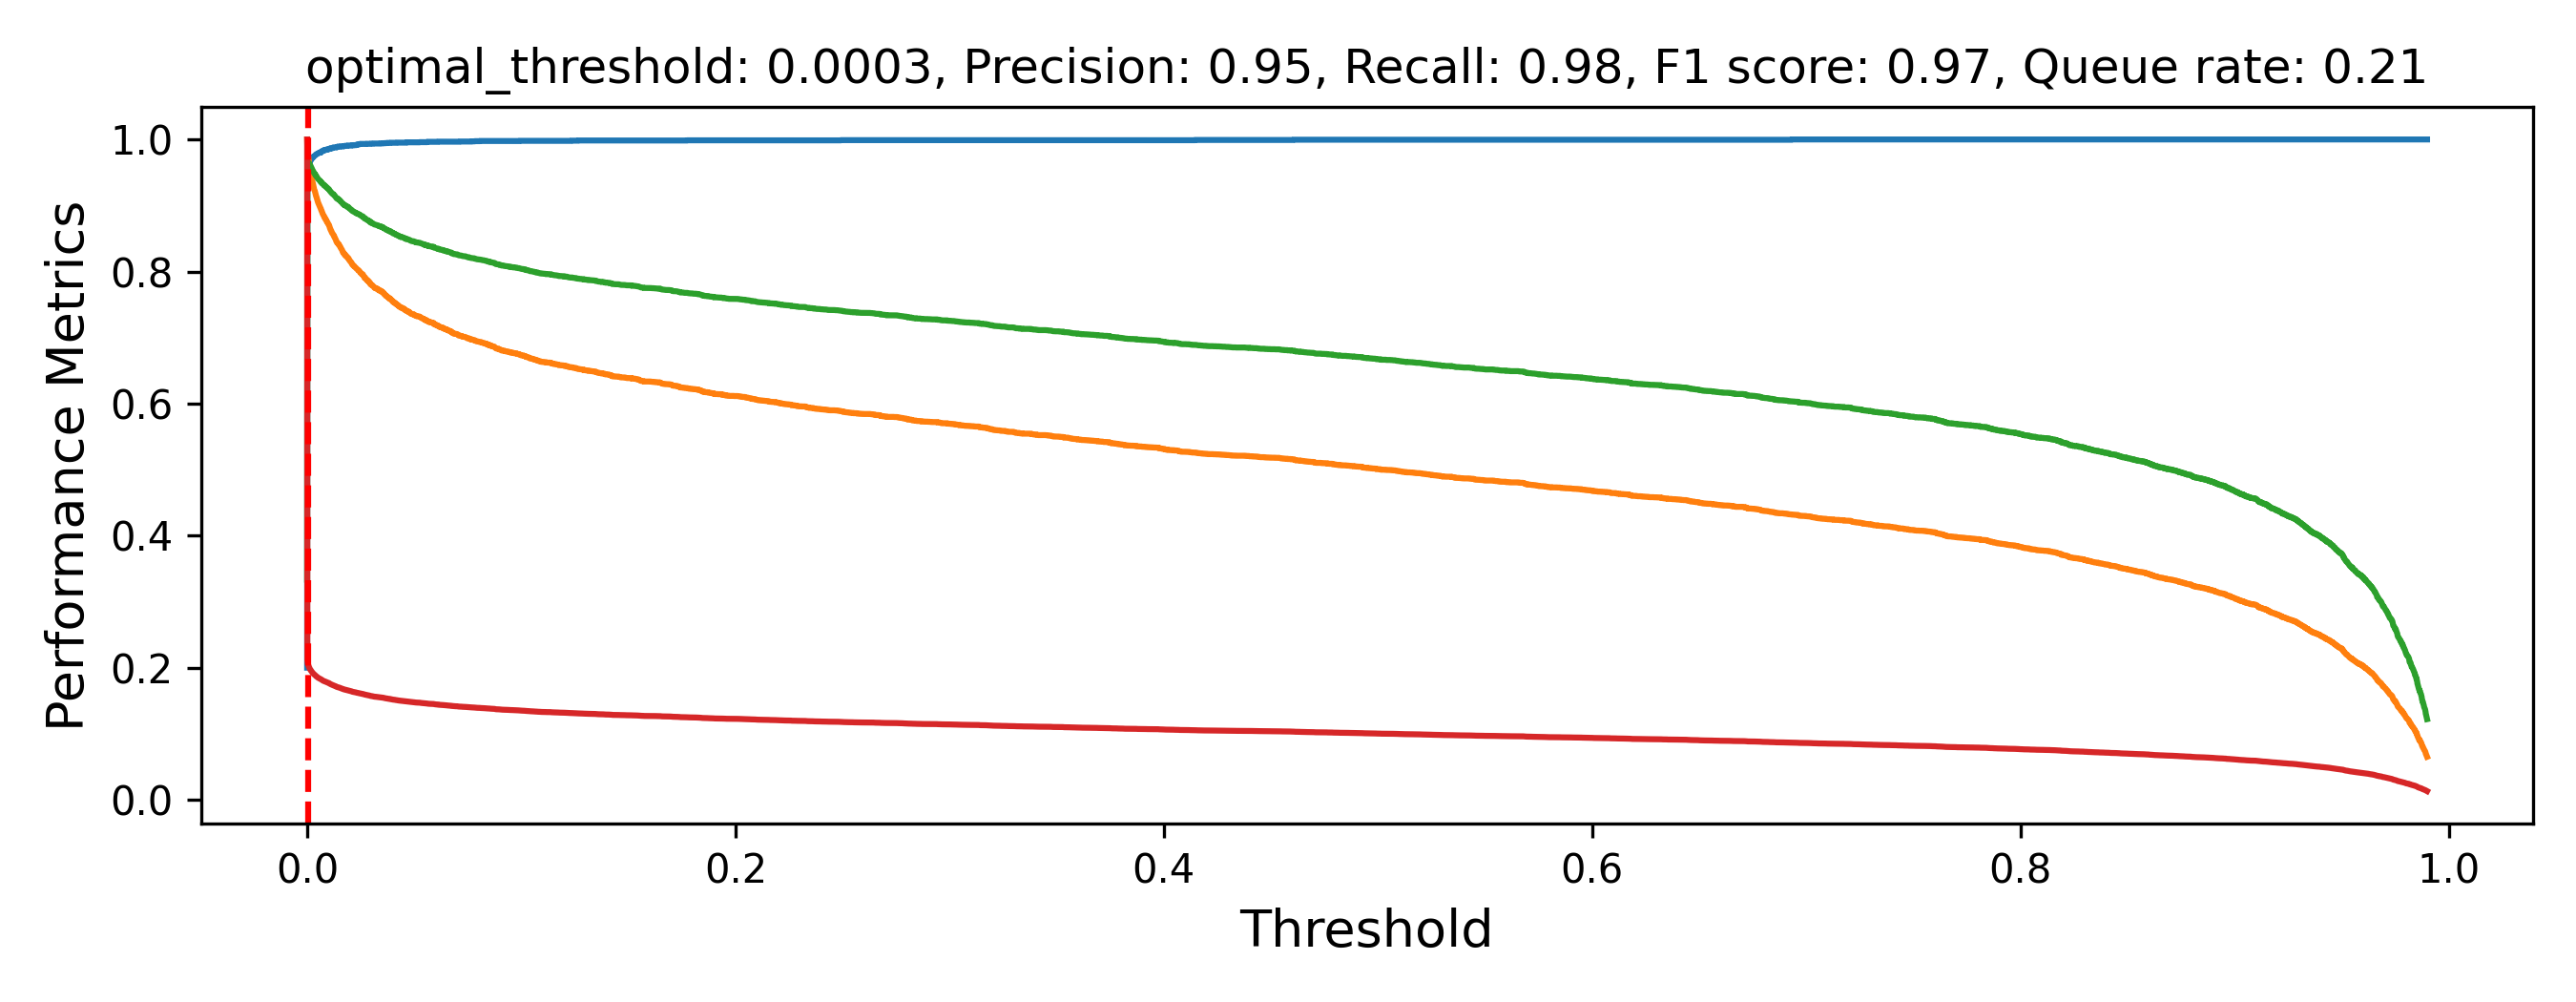 optimal_threshold: 0.0003, Precision: 0.95, Recall: 0.98, F1 score: 0.97, Queue rate: 0.21
Performance Metrics
1.0
0.8
0.6
0.4
0.2
0.0
0.0 0.2 0.4 0.6 0.8 1.0
Threshold